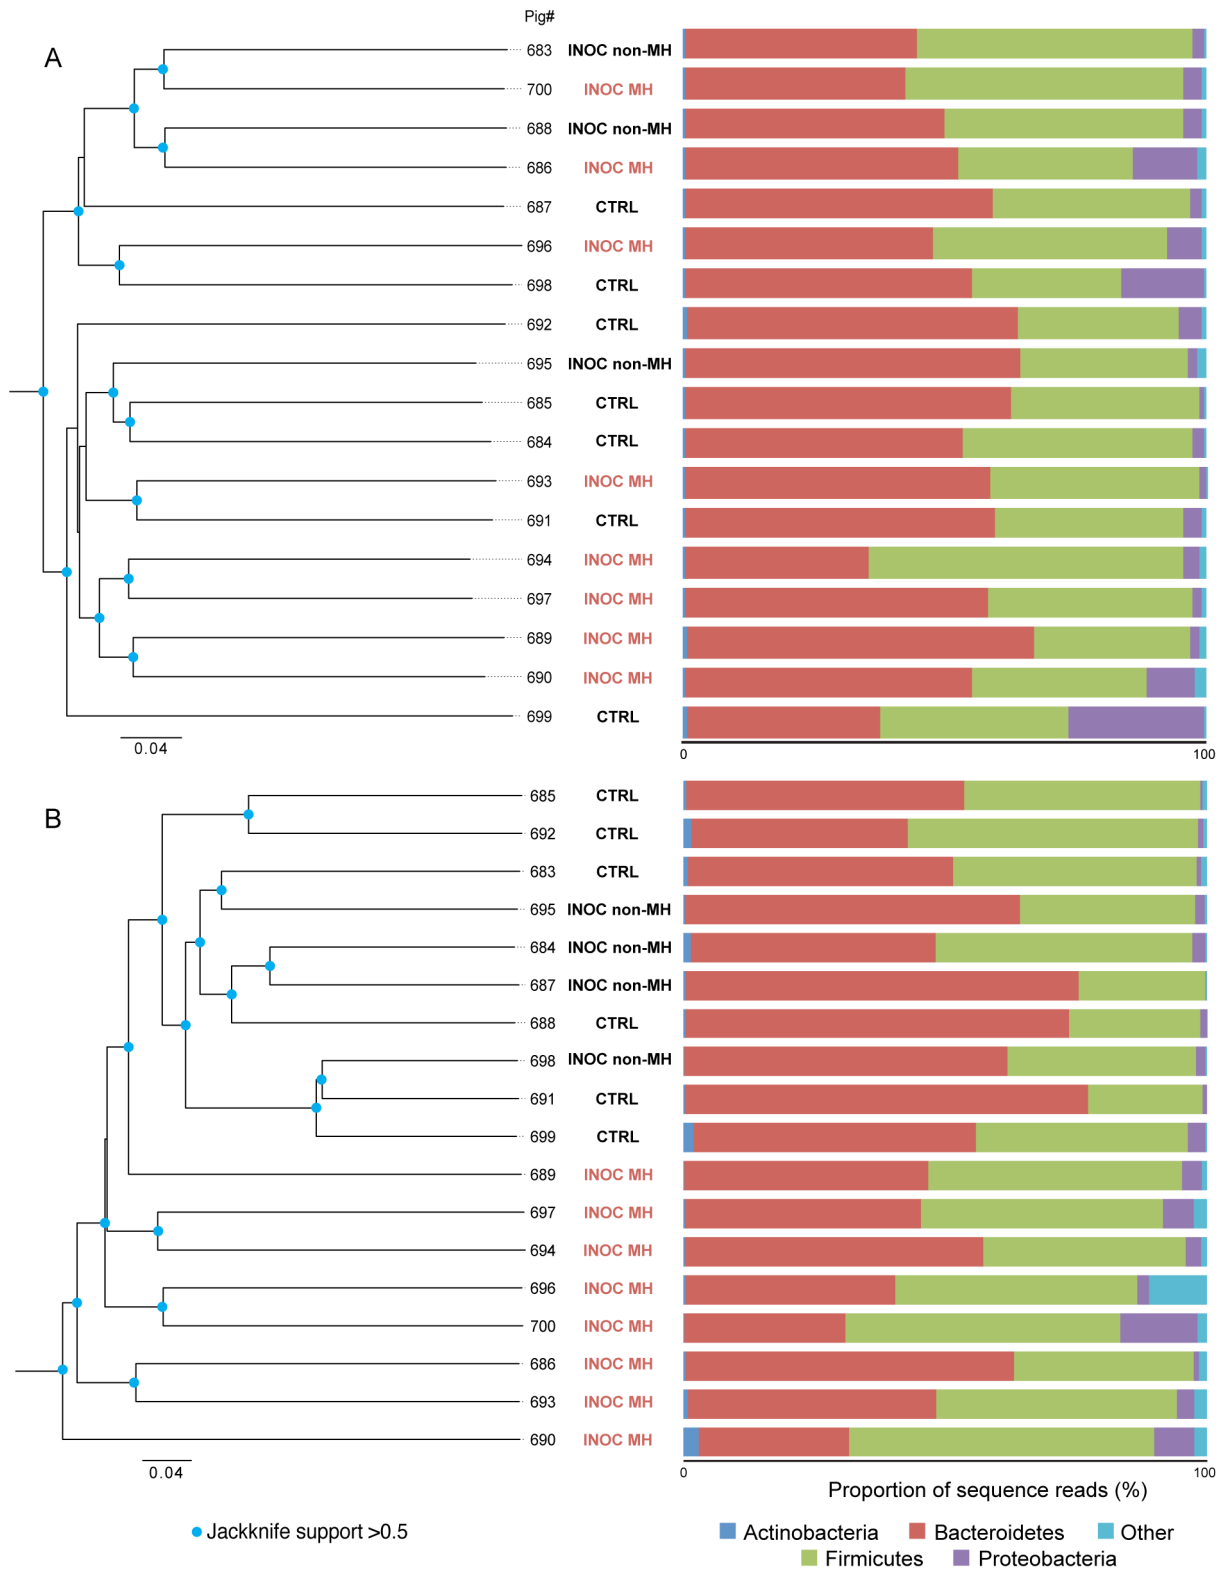 Pig#
A
683 INOC non-MH
700 INOC MH
688 INOC non-MH
686 INOC MH
687 CTRL
696 INOC MH
698 CTRL
692 CTRL
695 INOC non-MH
685 CTRL
684 CTRL
693 INOC MH
691 CTRL
694 INOC MH
697 INOC MH
689 INOC MH
690 INOC MH
699 CTRL
0.04
0 100
B
685 CTRL
692 CTRL
683 CTRL
695 INOC non-MH
684 INOC non-MH
687 INOC non-MH
688 CTRL
698 INOC non-MH
691 CTRL
699 CTRL
689 INOC MH
697 INOC MH
694 INOC MH
696 INOC MH
700 INOC MH
686 INOC MH
693 INOC MH
690 INOC MH
0.04
0 100
Proportion of sequence reads (%)
Jackknife support >0.5
Actinobacteria Bacteroidetes Other
Firmicutes Proteobacteria